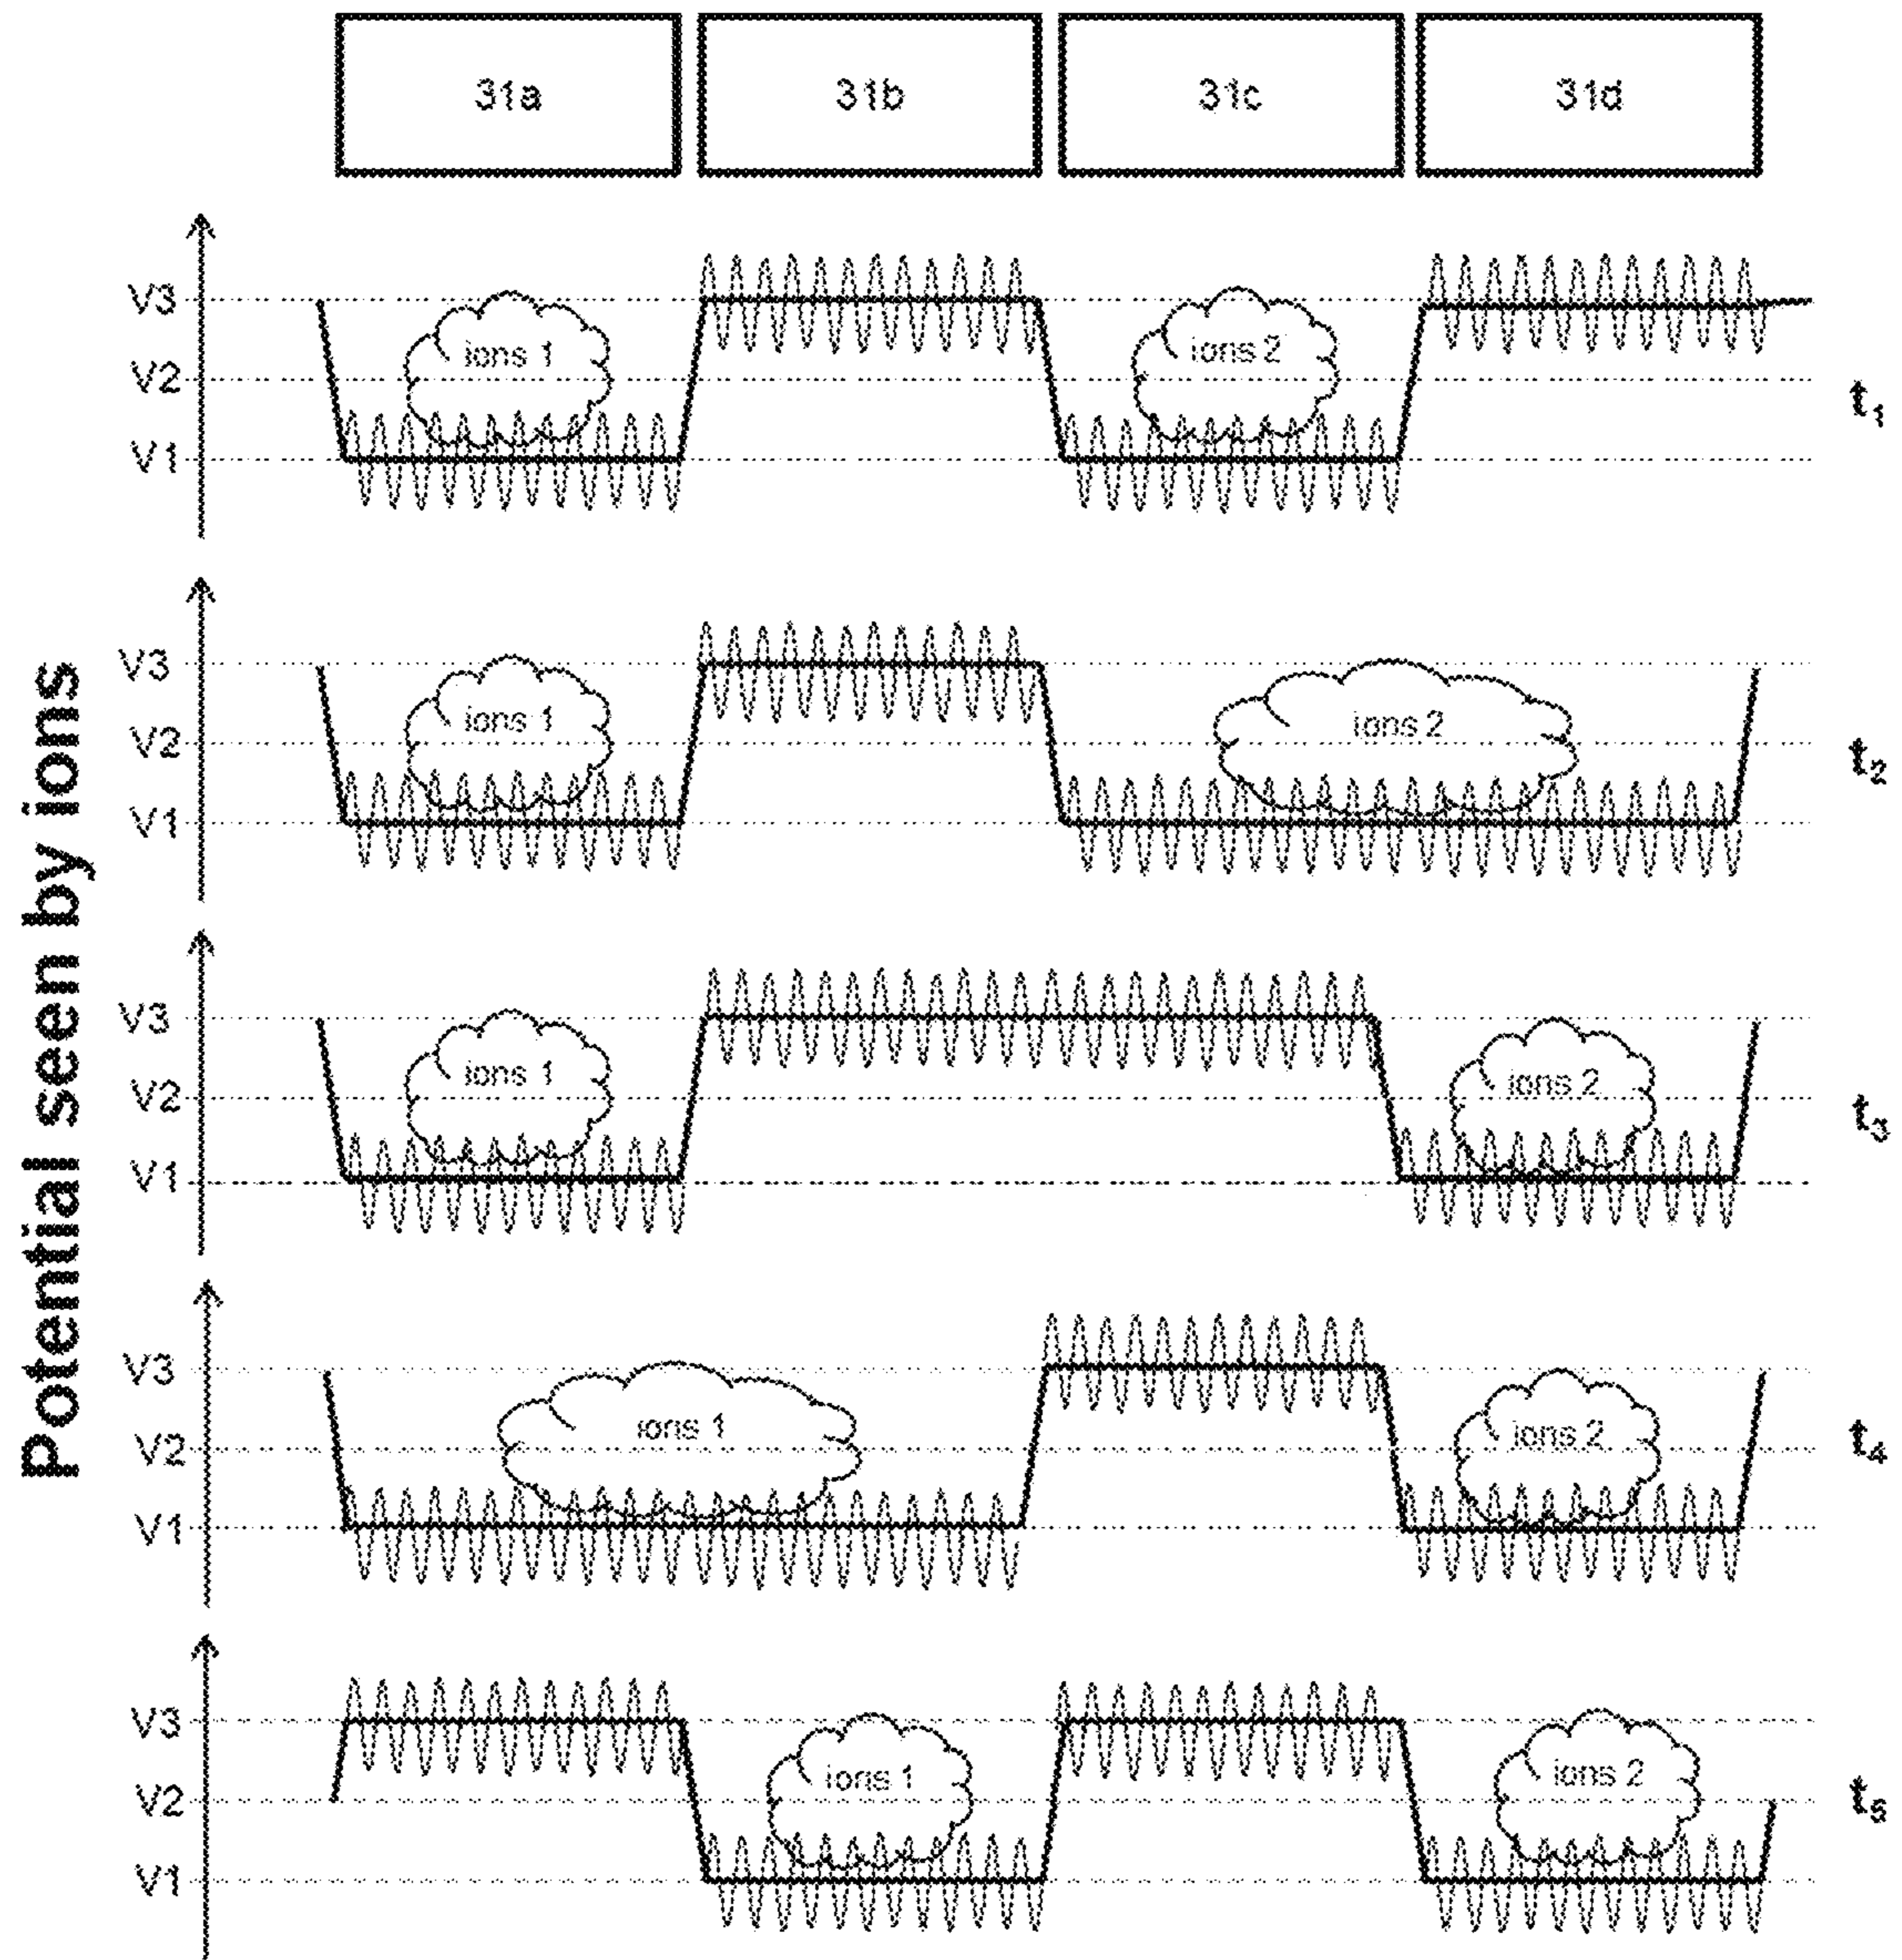 31a 31b 31c 31d
Potential seen by ions
V3
ions 1 ions 2
V2
t1
V1
V3
ions 1 ions 2
V2
t2
V1
V3
ions 1 ions 2
V2
t3
V1
V3
ions 1 ions 2
V2
t4
V1
V3
ions 1 ions 2
V2
t5
V1